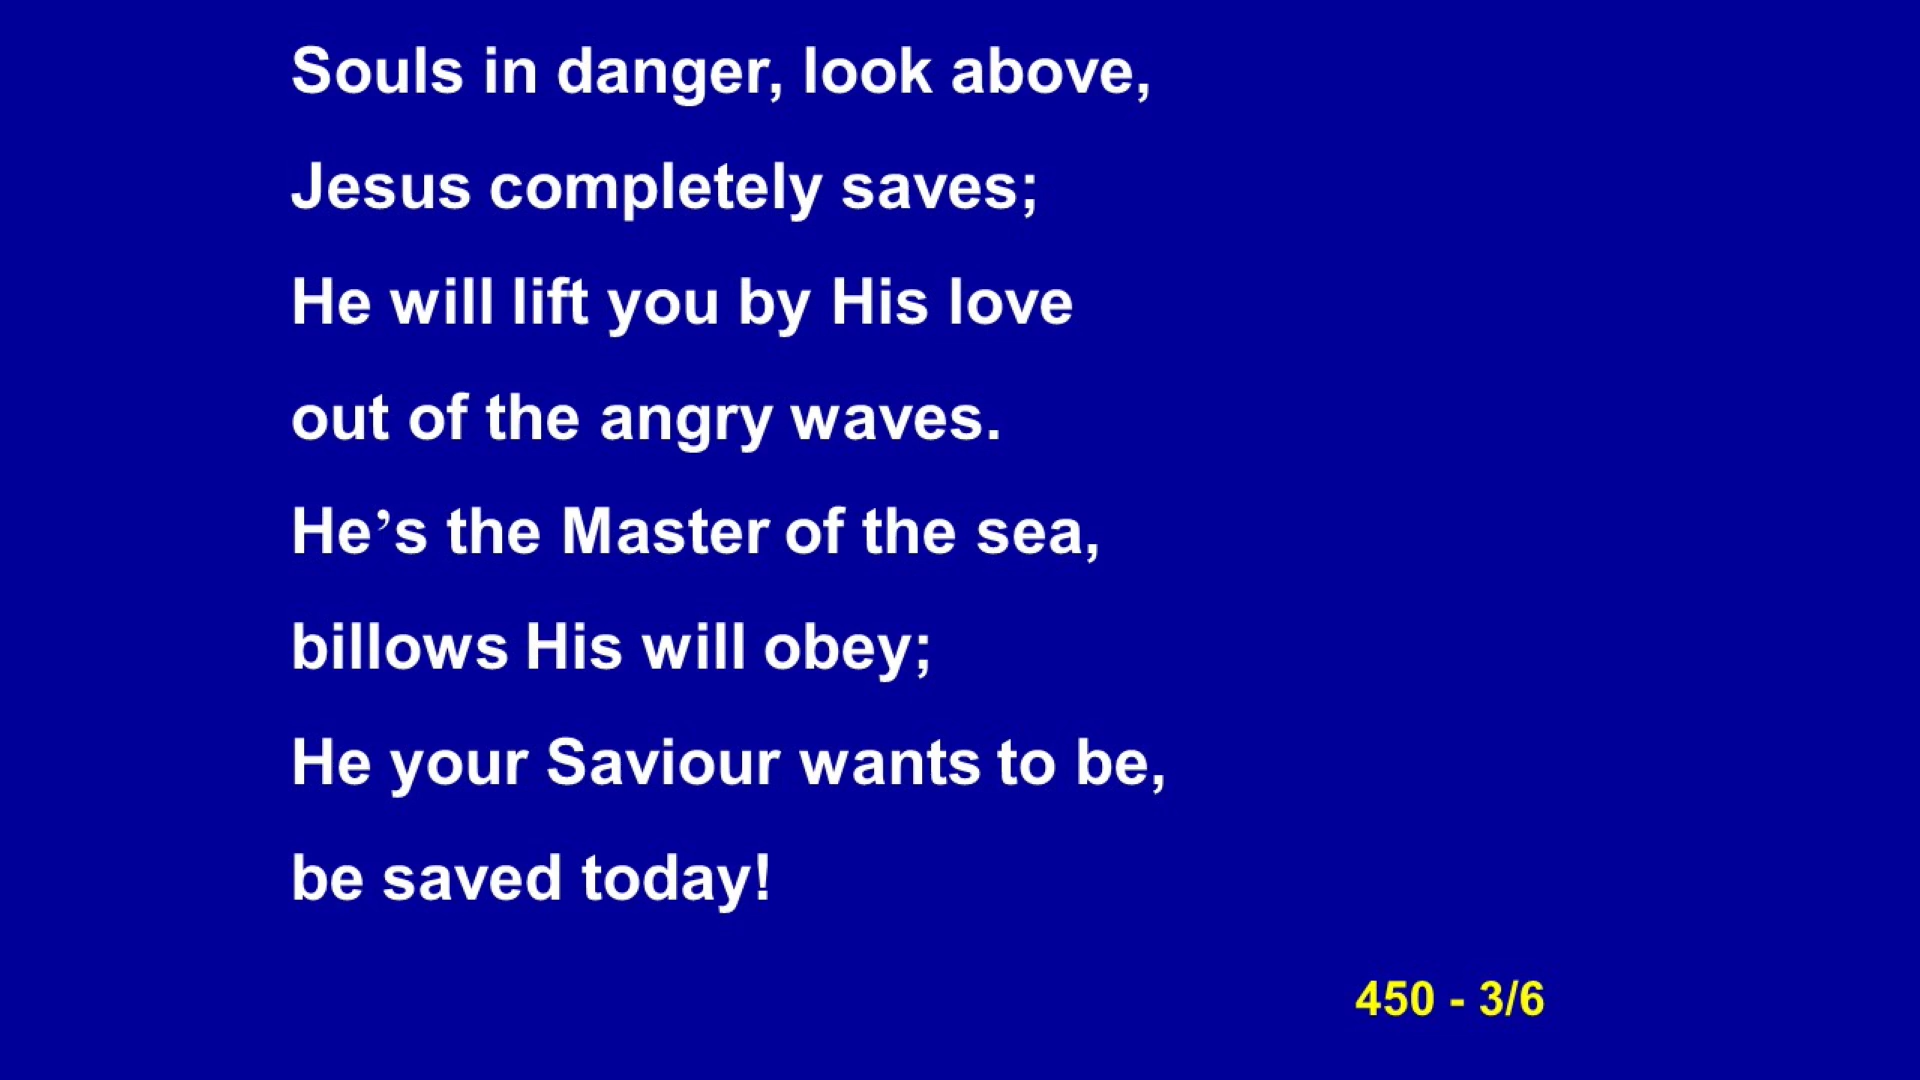 Souls in danger, look above,
Jesus completely saves;
He will lift you by His love
out of the angry waves.
He’s the Master of the sea,
billows His will obey;
He your Saviour wants to be,
be saved today!
450 - 3/6